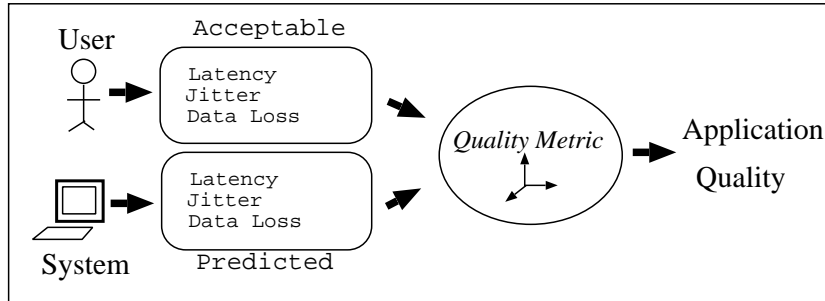 User
Acceptable
Latency
Jitter
Data Loss
Quality Metric
Application
Quality
Latency
Jitter
Data Loss
System
Predicted